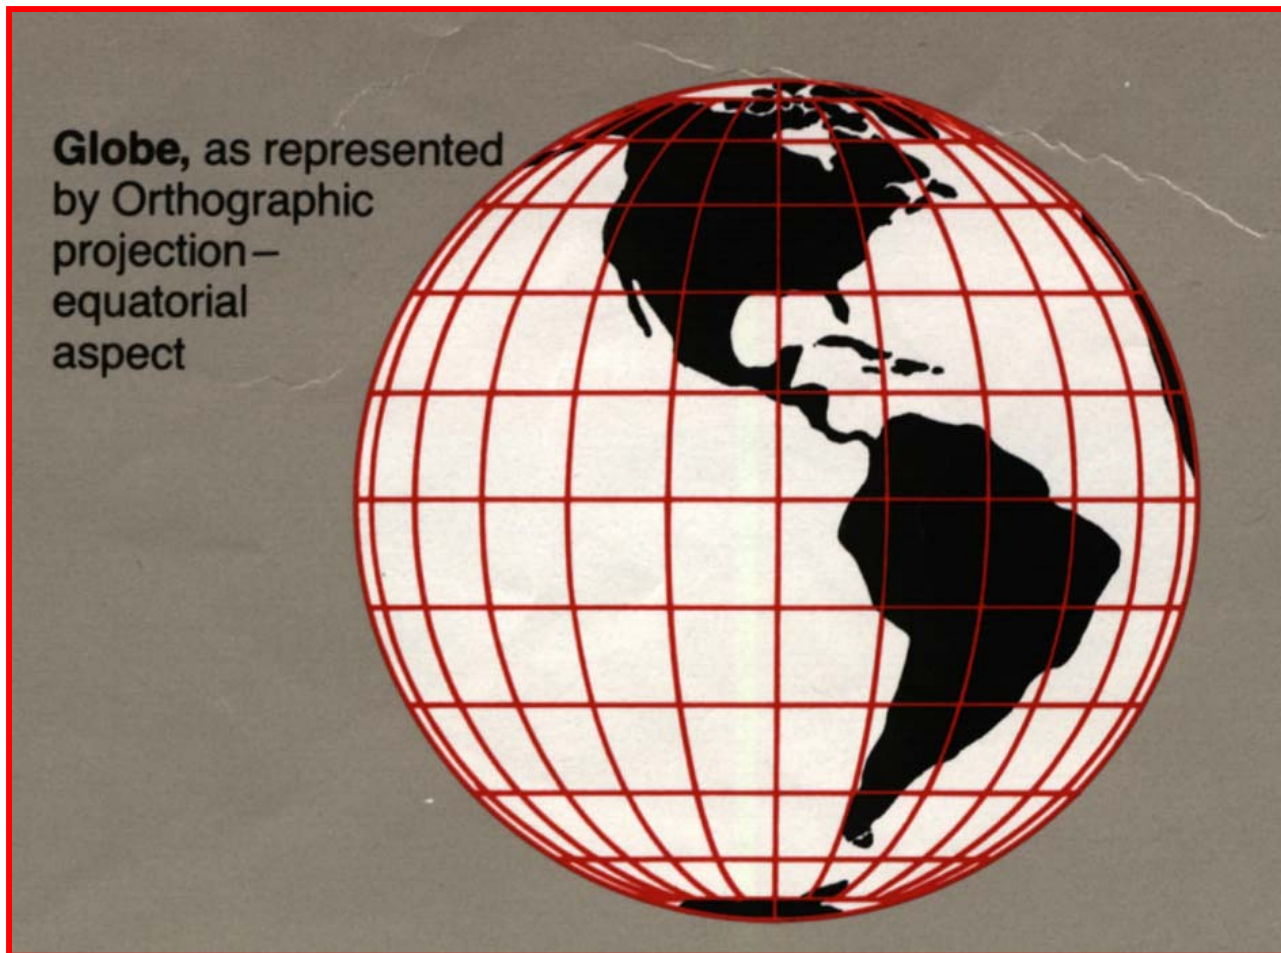 Globe, as represented
by Orthographic
projection–
equatorial
aspect